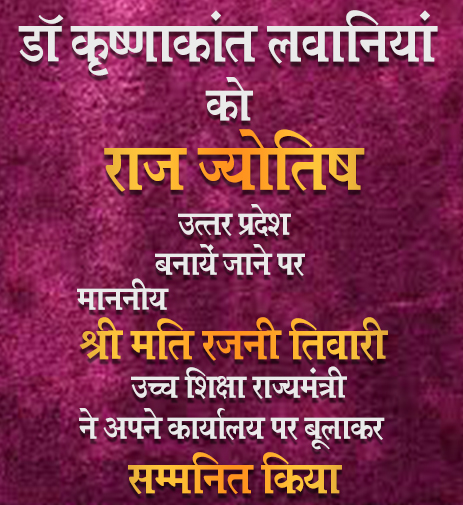 डॉ कृष्णाकांत लवानियां
को
राज ज्योतिष
उत्तर प्रदेश
बनायें जाने पर
माननीय
श्री मति रजनी तिवारी
उच्च शिक्षा राज्यमंत्री
ने अपने कार्यालय पर बूलाकर
सम्मनित किया